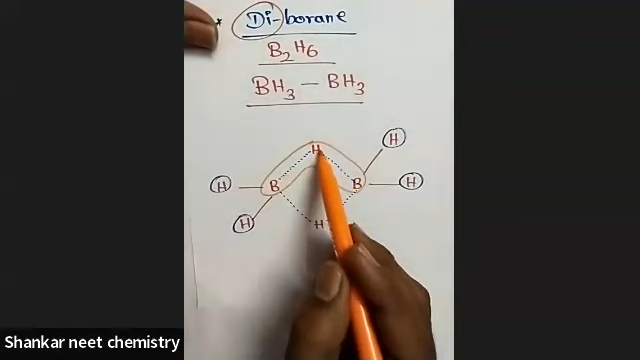 * Di-borane
B2H6
BH3 — BH3
H H
B B
H H
H H
Shankar neet chemistry